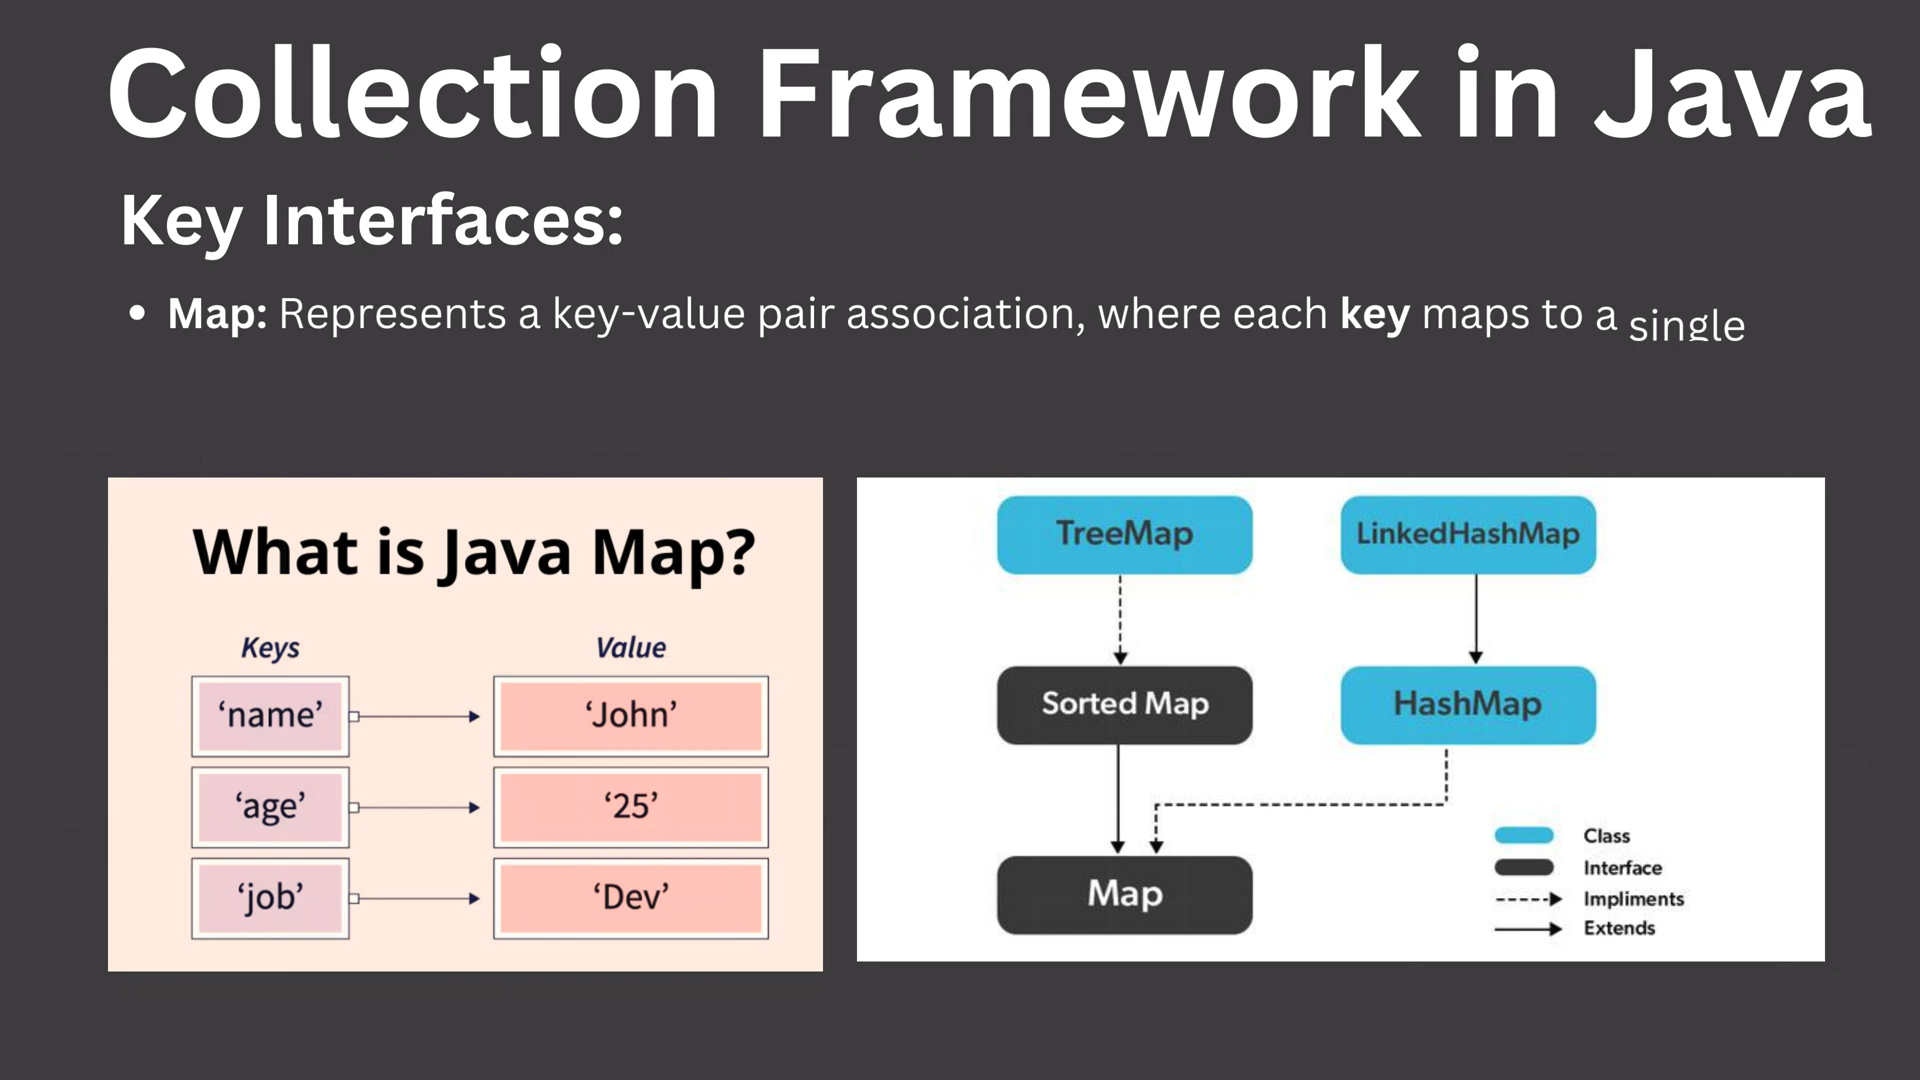 Collection Framework in Java
Key Interfaces:
• Map: Represents a key-value pair association, where each key maps to a single
What is Java Map?
Keys Value
‘name’ ‘John’
‘age’ ‘25’
‘job’ ‘Dev’
TreeMap LinkedHashMap
Sorted Map HashMap
Map
Class
Interface
Impliments
Extends